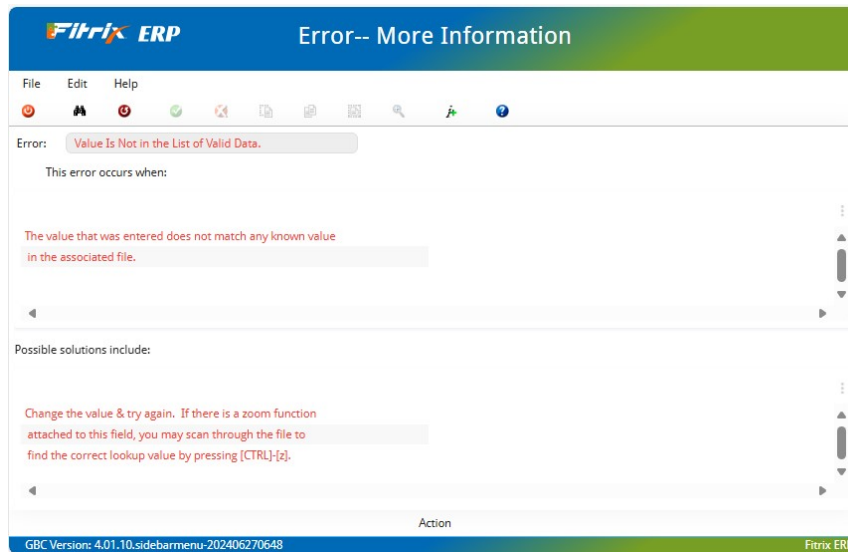 Fitrix ERP
Error-- More Information
File Edit Help
Error: Value Is Not in the List of Valid Data.
This error occurs when:
The value that was entered does not match any known value
in the associated file.
Possible solutions include:
Change the value & try again. If there is a zoom function
attached to this field, you may scan through the file to
find the correct lookup value by pressing [CTRL]-[z].
Action
GBC Version: 4.01.10.sidebarmenu-202406270648 Fitrix ER